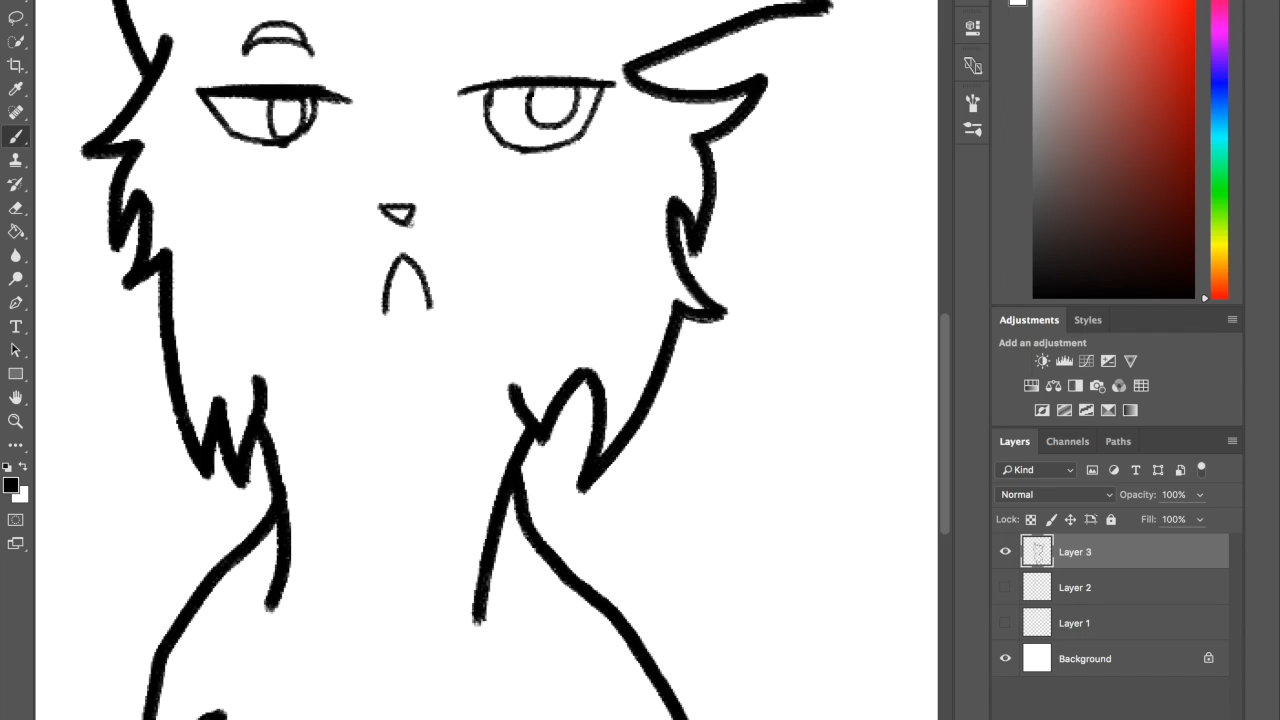 Adjustments Styles
Add an adjustment
Layers Channels Paths
Kind
Normal Opacity: 100%
Lock: Fill: 100%
Layer 3
Layer 2
Layer 1
Background